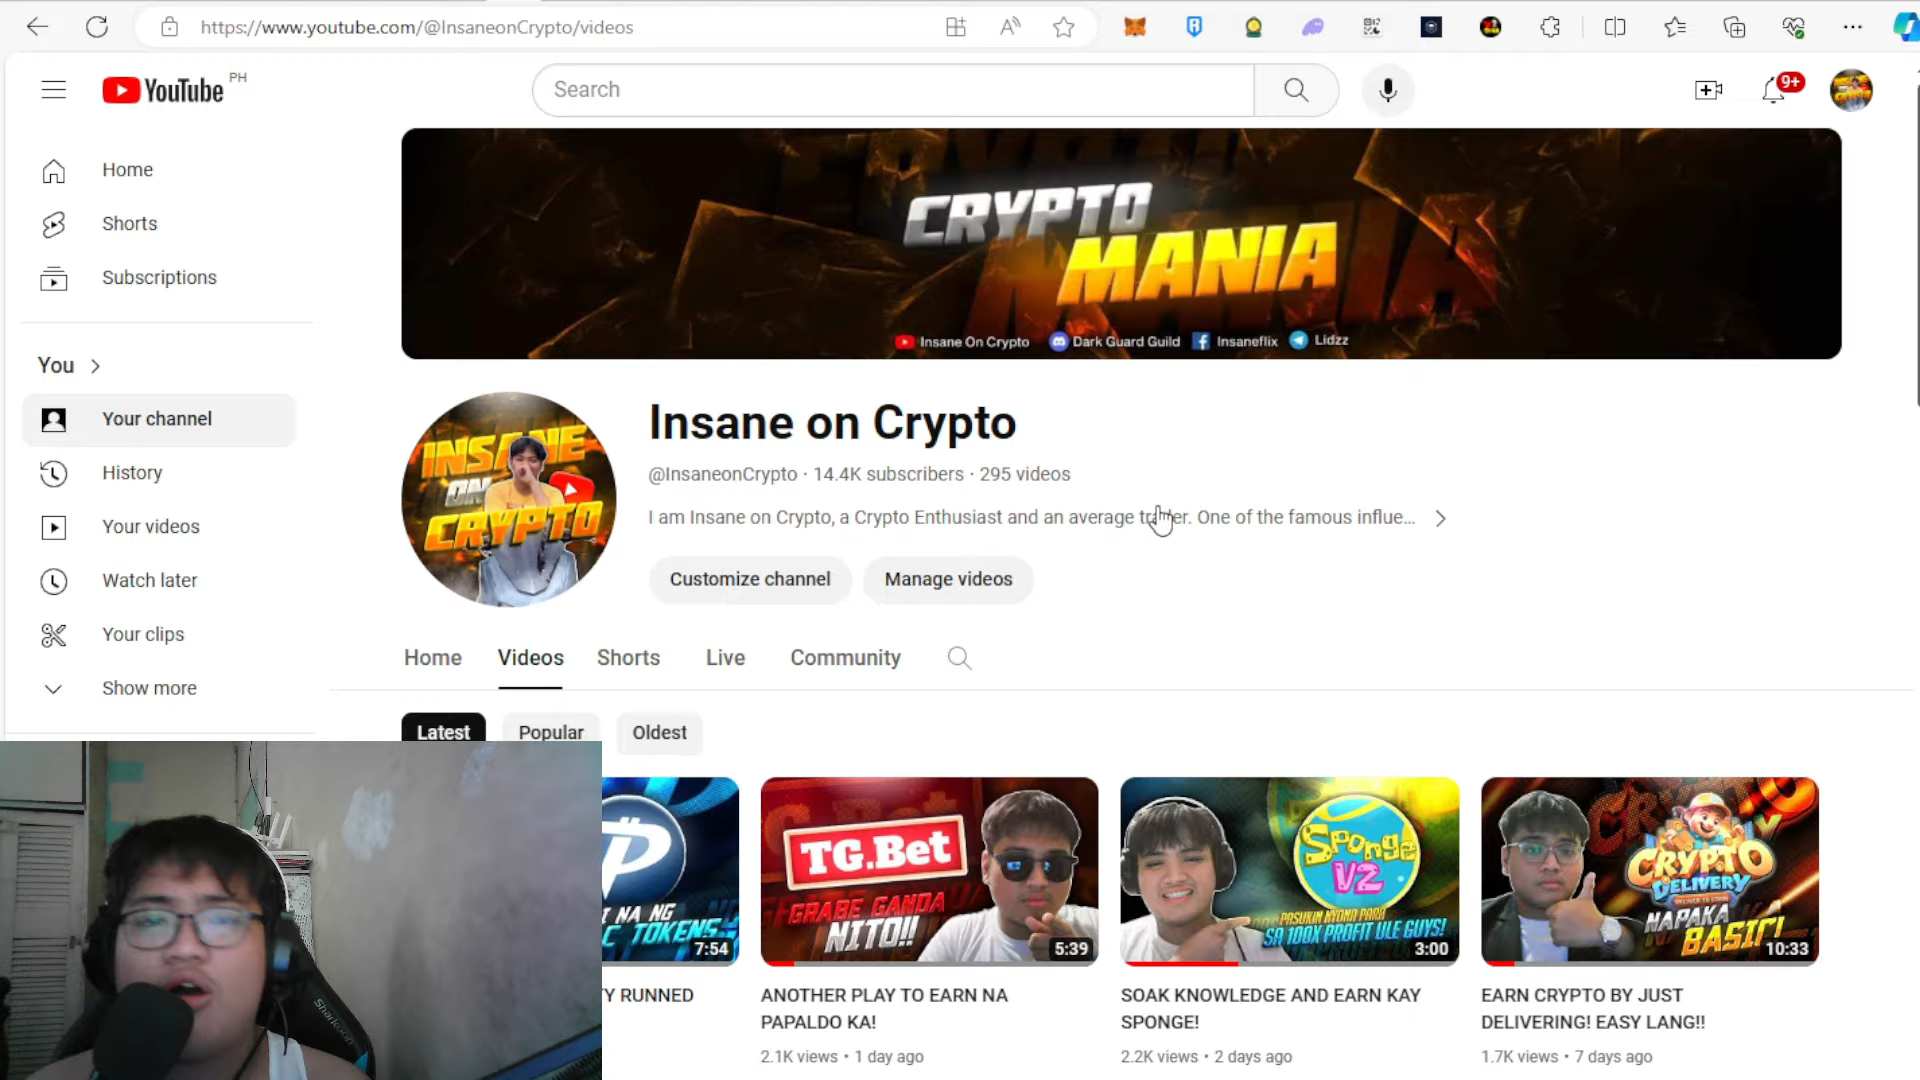 https://www.youtube.com/@InsaneonCrypto/videos
YouTube PH
Search
9+
Home
Shorts
Subscriptions
You
Your channel
History
Your videos
Watch later
Your clips
Show more
CRYPTO
MANIA
Insane On Crypto Dark Guard Guild Insaneflix Lidzz
INSANE
ON
CRYPTO
Insane on Crypto
@InsaneonCrypto · 14.4K subscribers · 295 videos
I am Insane on Crypto, a Crypto Enthusiast and an average trader. One of the famous influe...
Customize channel Manage videos
Home Videos Shorts Live Community
Latest Popular Oldest
NA NG
C TOKENS
7:54
TG.Bet
GRABE GANDA
NITO!!
5:39
Sponge
V2
PASUKIN NYONO PARA
SA 100X PROFIT ULE GUYS!
3:00
CRYPTO
DELIVERY
NAPAKA
BASIC!
10:33
Y RUNNED
ANOTHER PLAY TO EARN NA
PAPALDO KA!
2.1K views • 1 day ago
SOAK KNOWLEDGE AND EARN KAY
SPONGE!
2.2K views • 2 days ago
EARN CRYPTO BY JUST
DELIVERING! EASY LANG!!
1.7K views • 7 days ago
Sharkoon